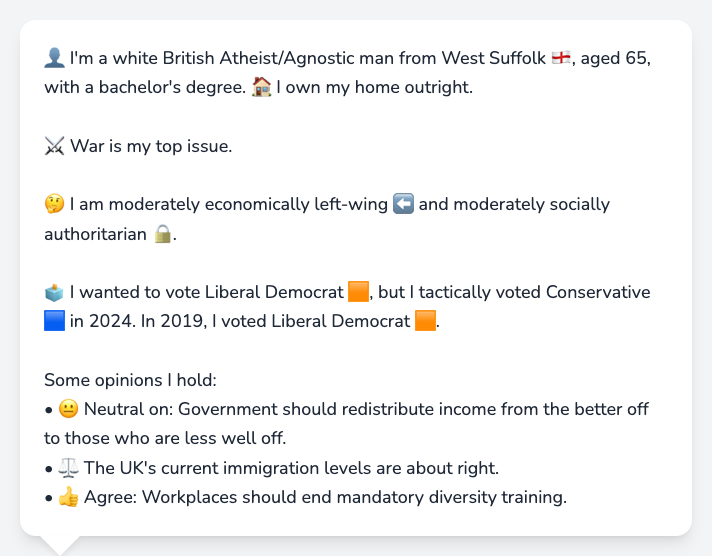 👤 I'm a white British Atheist/Agnostic man from West Suffolk 🏴󠁧󠁢󠁥󠁮󠁧󠁿, aged 65,
with a bachelor's degree. 🏠 I own my home outright.
⚔️ War is my top issue.
🤔 I am moderately economically left-wing ⬅️ and moderately socially
authoritarian 🔒.
🗳️ I wanted to vote Liberal Democrat 🟧, but I tactically voted Conservative
🟦 in 2024. In 2019, I voted Liberal Democrat 🟧.
Some opinions I hold:
• 😐 Neutral on: Government should redistribute income from the better off
to those who are less well off.
• ⚖️ The UK's current immigration levels are about right.
• 👍 Agree: Workplaces should end mandatory diversity training.